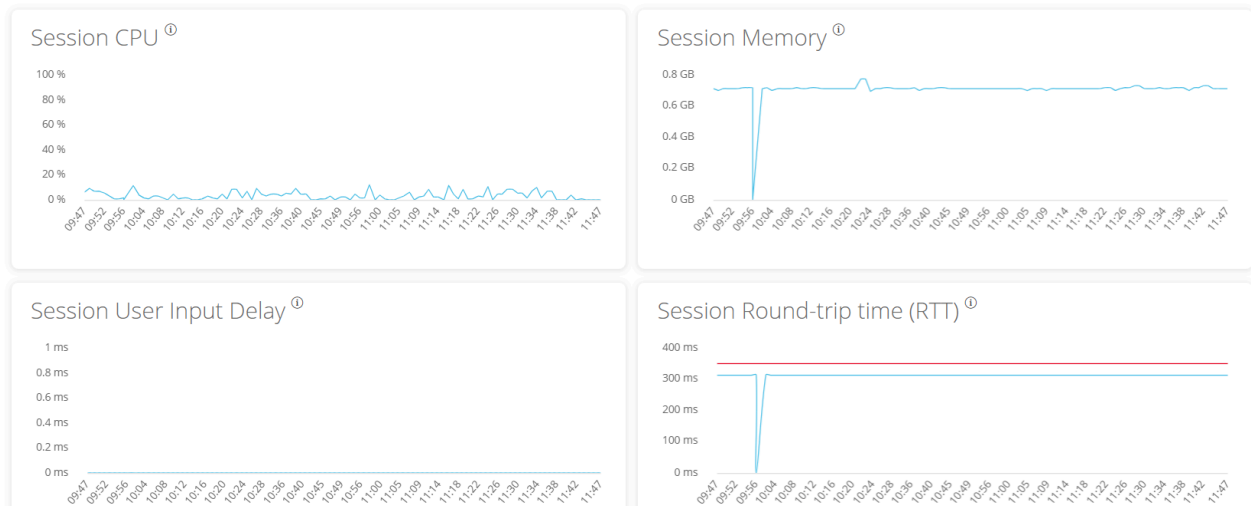 Session CPU ⓘ
100 %
80 %
60 %
40 %
20 %
0 %
09:47 09:52 09:56 10:04 10:08 10:12 10:16 10:20 10:24 10:28 10:36 10:40 10:45 10:49 10:56 11:00 11:05 11:09 11:14 11:18 11:22 11:26 11:30 11:34 11:38 11:42 11:47
Session Memory ⓘ
0.8 GB
0.6 GB
0.4 GB
0.2 GB
0 GB
09:47 09:52 09:56 10:04 10:08 10:12 10:16 10:20 10:24 10:28 10:36 10:40 10:45 10:49 10:56 11:00 11:05 11:09 11:14 11:18 11:22 11:26 11:30 11:34 11:38 11:42 11:47
Session User Input Delay ⓘ
1 ms
0.8 ms
0.6 ms
0.4 ms
0.2 ms
0 ms
09:47 09:52 09:56 10:04 10:08 10:12 10:16 10:20 10:24 10:28 10:36 10:40 10:45 10:49 10:56 11:00 11:05 11:09 11:14 11:18 11:22 11:26 11:30 11:34 11:38 11:42 11:47
Session Round-trip time (RTT) ⓘ
400 ms
300 ms
200 ms
100 ms
0 ms
09:47 09:52 09:56 10:04 10:08 10:12 10:16 10:20 10:24 10:28 10:36 10:40 10:45 10:49 10:56 11:00 11:05 11:09 11:14 11:18 11:22 11:26 11:30 11:34 11:38 11:42 11:47